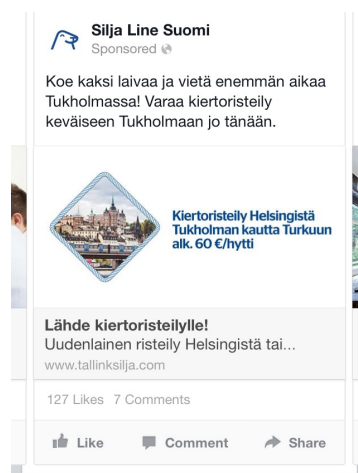 Silja Line Suomi
Sponsored
Koe kaksi laivaa ja vietä enemmän aikaa
Tukholmassa! Varaa kiertoristeily
keväiseen Tukholmaan jo tänään.
Kiertoristeily Helsingistä
Tukholman kautta Turkuun
alk. 60 €/hytti
Lähde kiertoristeilylle!
Uudenlainen risteily Helsingistä tai...
www.tallinksilja.com
127 Likes 7 Comments
Like Comment Share